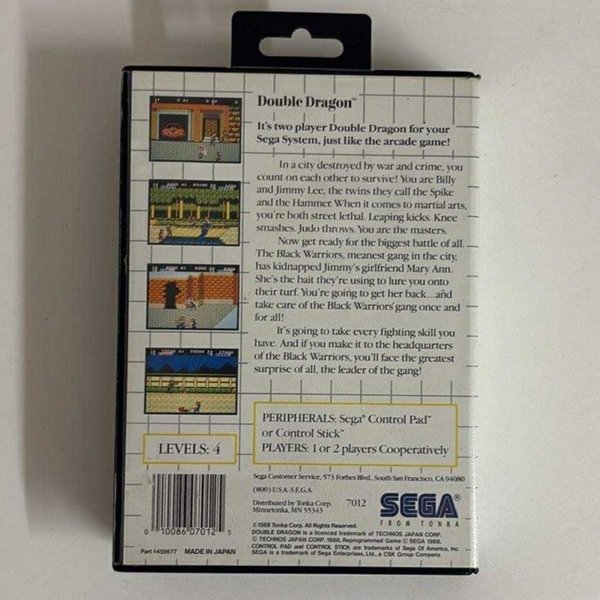 Double Dragon™
It's two player Double Dragon for your
Sega System, just like the arcade game!
In a city destroyed by war and crime, you
count on each other to survive! You are Billy
and Jimmy Lee, the twins they call the Spike
and the Hammer. When it comes to martial arts,
you're both street lethal. Leaping kicks. Knee
smashes. Judo throws. You are the masters.
Now get ready for the biggest battle of all.
The Black Warriors, meanest gang in the city,
has kidnapped Jimmy's girlfriend Mary Ann.
She's the bait they're using to lure you onto
their turf. You're going to get her back...and
take care of the Black Warriors' gang once and
for all!
It's going to take every fighting skill you
have. And if you make it to the headquarters
of the Black Warriors, you'll face the greatest
surprise of all, the leader of the gang!
PERIPHERALS: Sega® Control Pad™
or Control Stick™
PLAYERS: 1 or 2 players Cooperatively
LEVELS: 4
Sega Customer Service, 573 Forbes Blvd., South San Francisco, CA 94080
(800) USA-SEGA
Distributed by Tonka Corp.
Minnetonka, MN 55343
7012
SEGA®
FROM TONKA
0 10086 07012 5
© 1988 Tonka Corp. All Rights Reserved.
DOUBLE DRAGON is a licenced trademark of TECHNOS JAPAN CORP.
© TECHNOS JAPAN CORP. 1988, Reprogrammed Game © SEGA 1988.
CONTROL PAD and CONTROL STICK are trademarks of Sega Of America, Inc.
SEGA is a trademark of Sega Enterprises, Ltd., a CSK Group Company.
Part #459677 MADE IN JAPAN